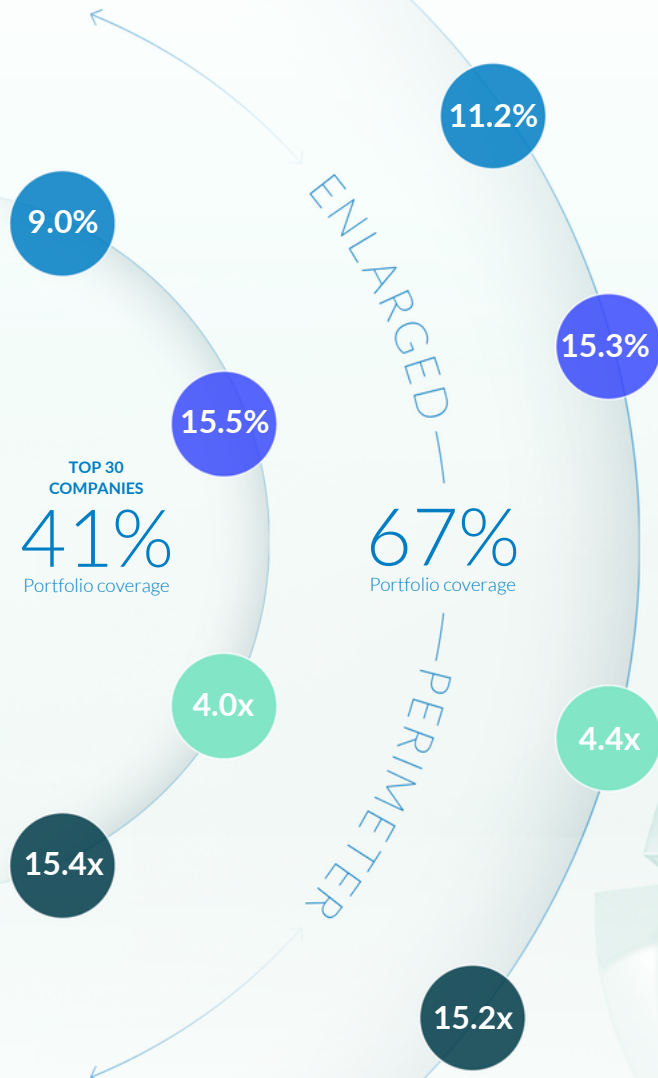 9.0%
15.5%
TOP 30
COMPANIES
41%
Portfolio coverage
4.0x
15.4x
11.2%
15.3%
ENLARGED
67%
Portfolio coverage
PERIMETER
4.4x
15.2x